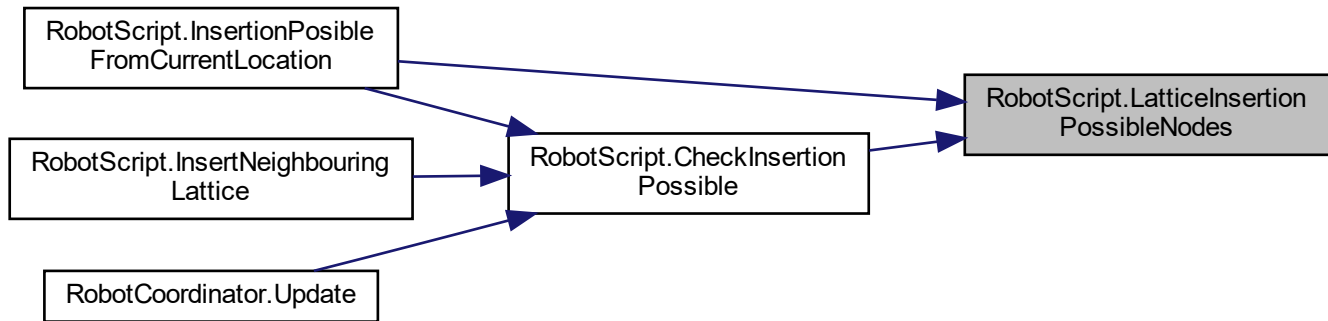 RobotScript.InsertionPosible
FromCurrentLocation
RobotScript.LatticeInsertion
PossibleNodes
RobotScript.InsertNeighbouring
Lattice
RobotScript.CheckInsertion
Possible
RobotCoordinator.Update